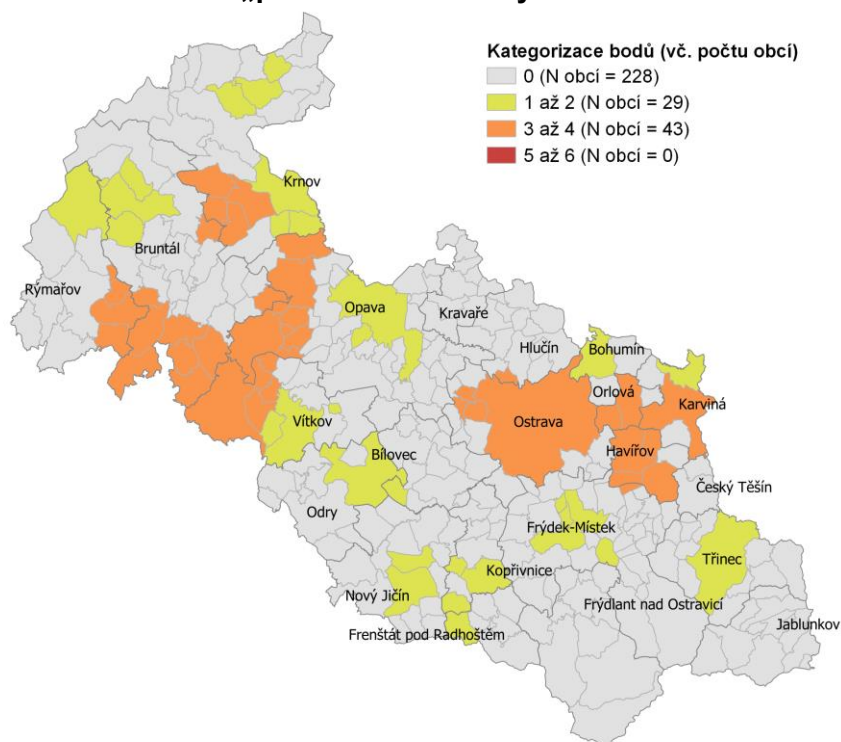 Kategorizace bodů (vč. počtu obcí)
0 (N obcí = 228)
1 až 2 (N obcí = 29)
3 až 4 (N obcí = 43)
5 až 6 (N obcí = 0)
Krnov
Bruntál
Rýmařov
Opava
Kravaře
Hlučín
Bohumín
Orlová
Karviná
Ostrava
Havířov
Vítkov
Bílovec
Český Těšín
Odry
Frýdek-Místek
Třinec
Kopřivnice
Nový Jičín
Frýdlant nad Ostravicí
Jablunkov
Frenštát pod Radhoštěm